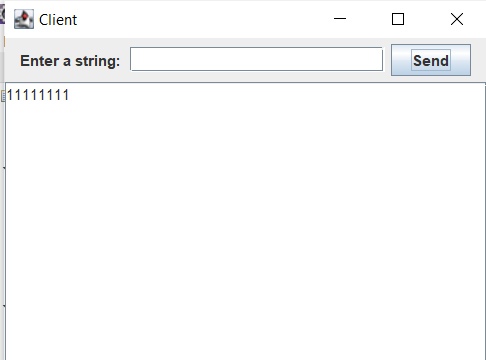 Client
Enter a string: Send
11111111